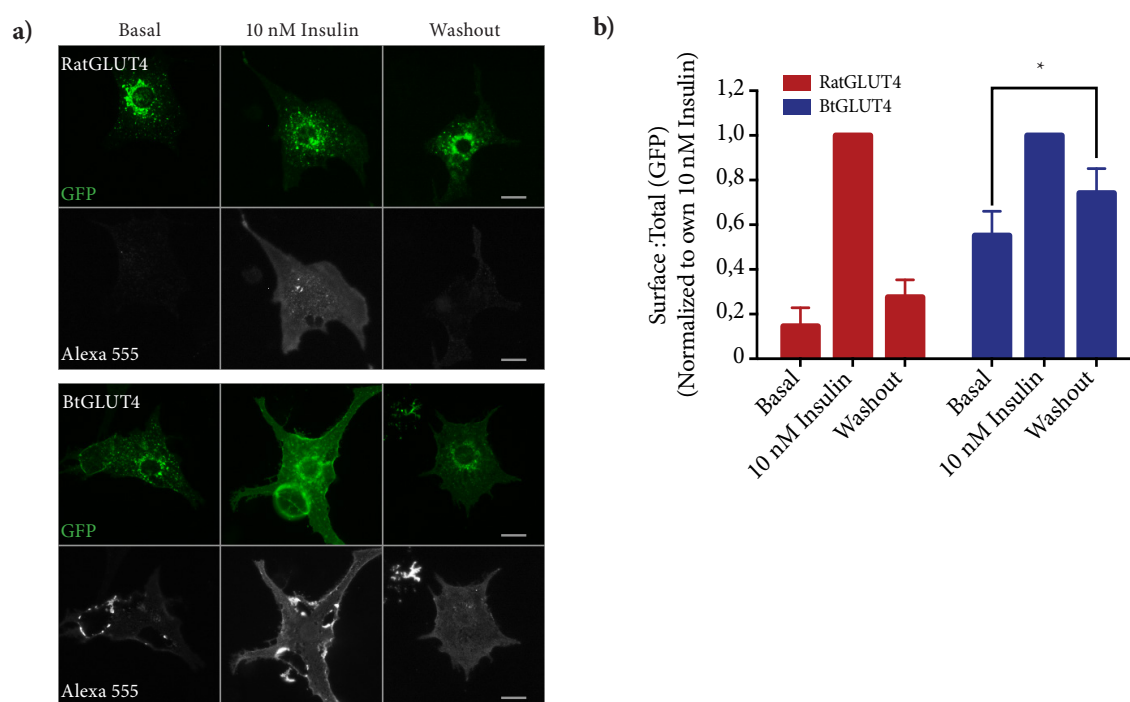 a)
Basal
10 nM Insulin
Washout
RatGLUT4
GFP
Alexa 555
BtGLUT4
GFP
Alexa 555
b)
Surface :Total (GFP)
(Normalized to own 10 nM Insulin)
RatGLUT4
BtGLUT4
*
1,2
1,0
0,8
0,6
0,4
0,2
0
Basal
10 nM Insulin
Washout
Basal
10 nM Insulin
Washout